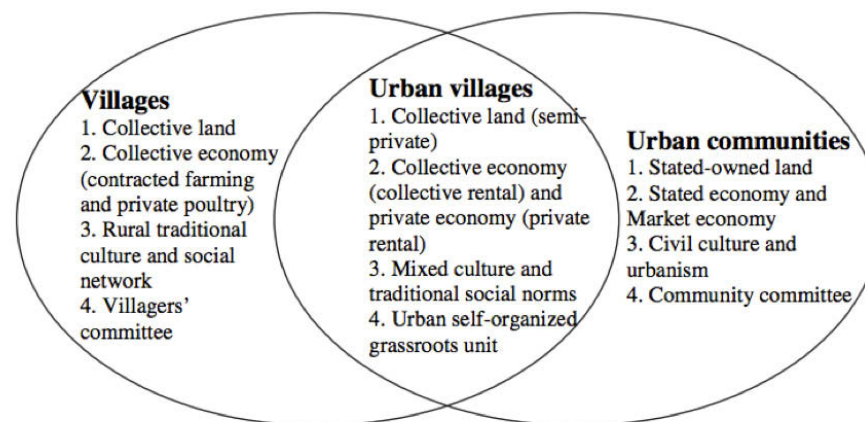 Villages
1. Collective land
2. Collective economy
(contracted farming
and private poultry)
3. Rural traditional
culture and social
network
4. Villagers’
committee
Urban villages
1. Collective land (semi-
private)
2. Collective economy
(collective rental) and
private economy (private
rental)
3. Mixed culture and
traditional social norms
4. Urban self-organized
grassroots unit
Urban communities
1. Stated-owned land
2. Stated economy and
Market economy
3. Civil culture and
urbanism
4. Community committee